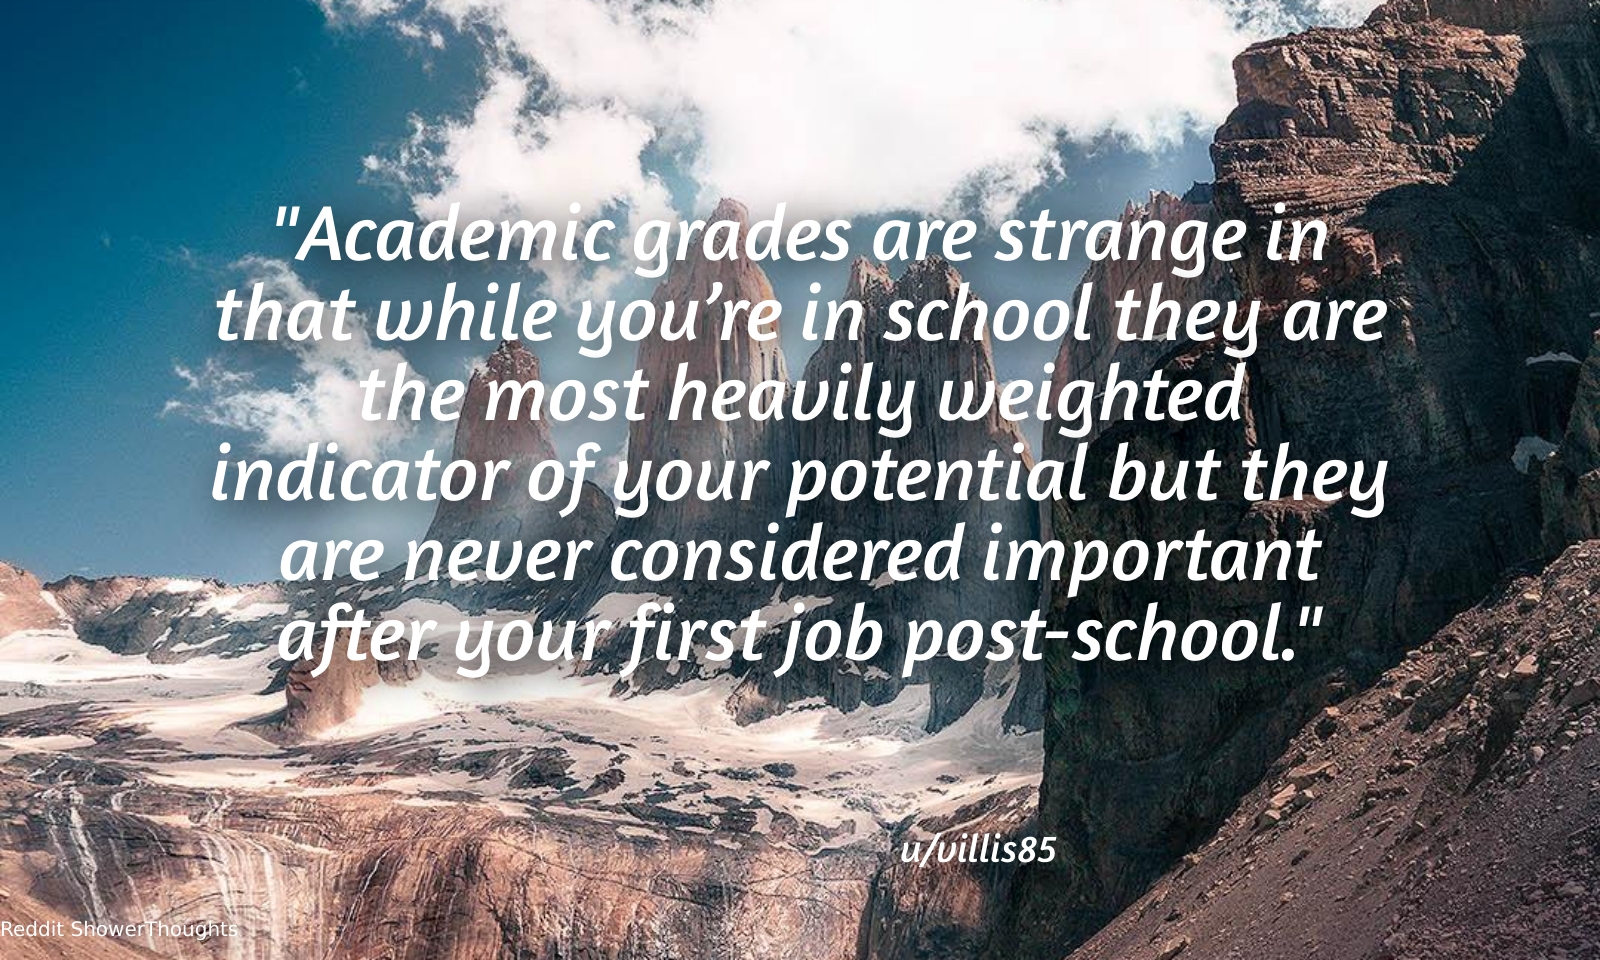 "Academic grades are strange in
that while you’re in school they are
the most heavily weighted
indicator of your potential but they
are never considered important
after your first job post-school."
u/villis85
Reddit ShowerThoughts